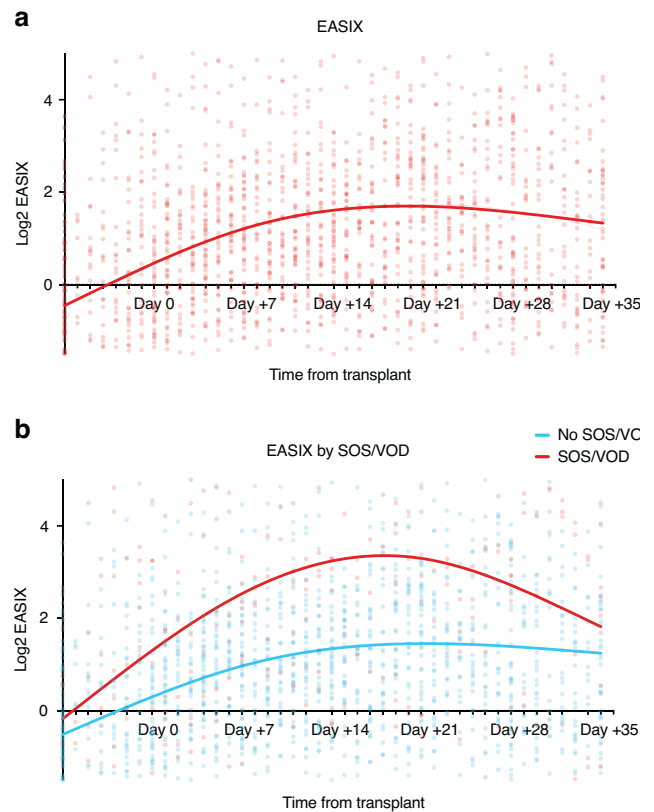 a
EASIX
4
2
0
Log2 EASIX
Day 0 Day +7 Day +14 Day +21 Day +28 Day +35
Time from transplant
b
EASIX by SOS/VOD
No SOS/VC
SOS/VOD
4
2
0
Log2 EASIX
Day 0 Day +7 Day +14 Day +21 Day +28 Day +35
Time from transplant